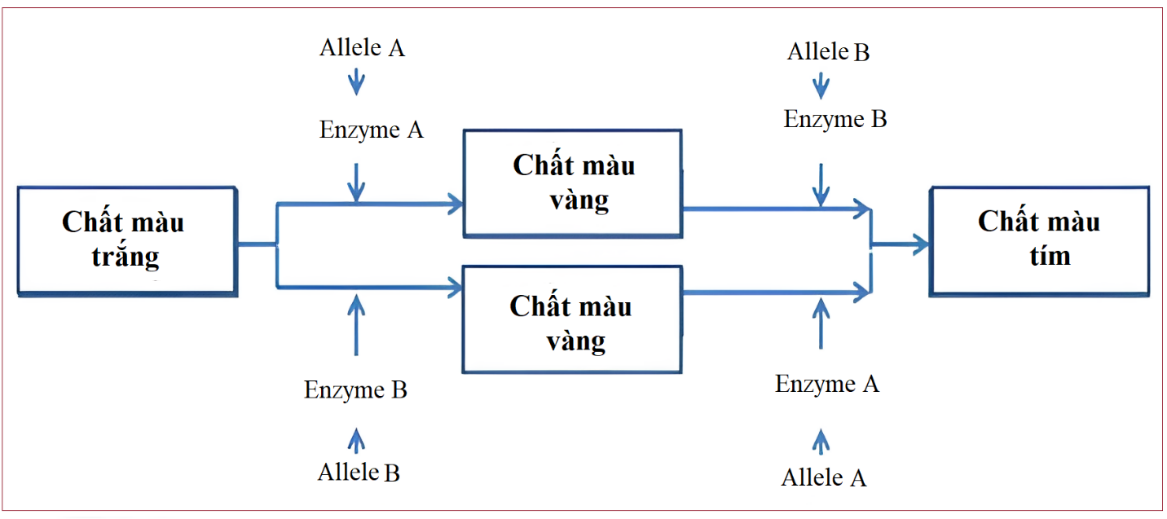 Allele A
Allele B
Enzyme A
Enzyme B
Chất màu
vàng
Chất màu
trắng
Chất màu
tím
Chất màu
vàng
Enzyme B
Enzyme A
Allele B
Allele A